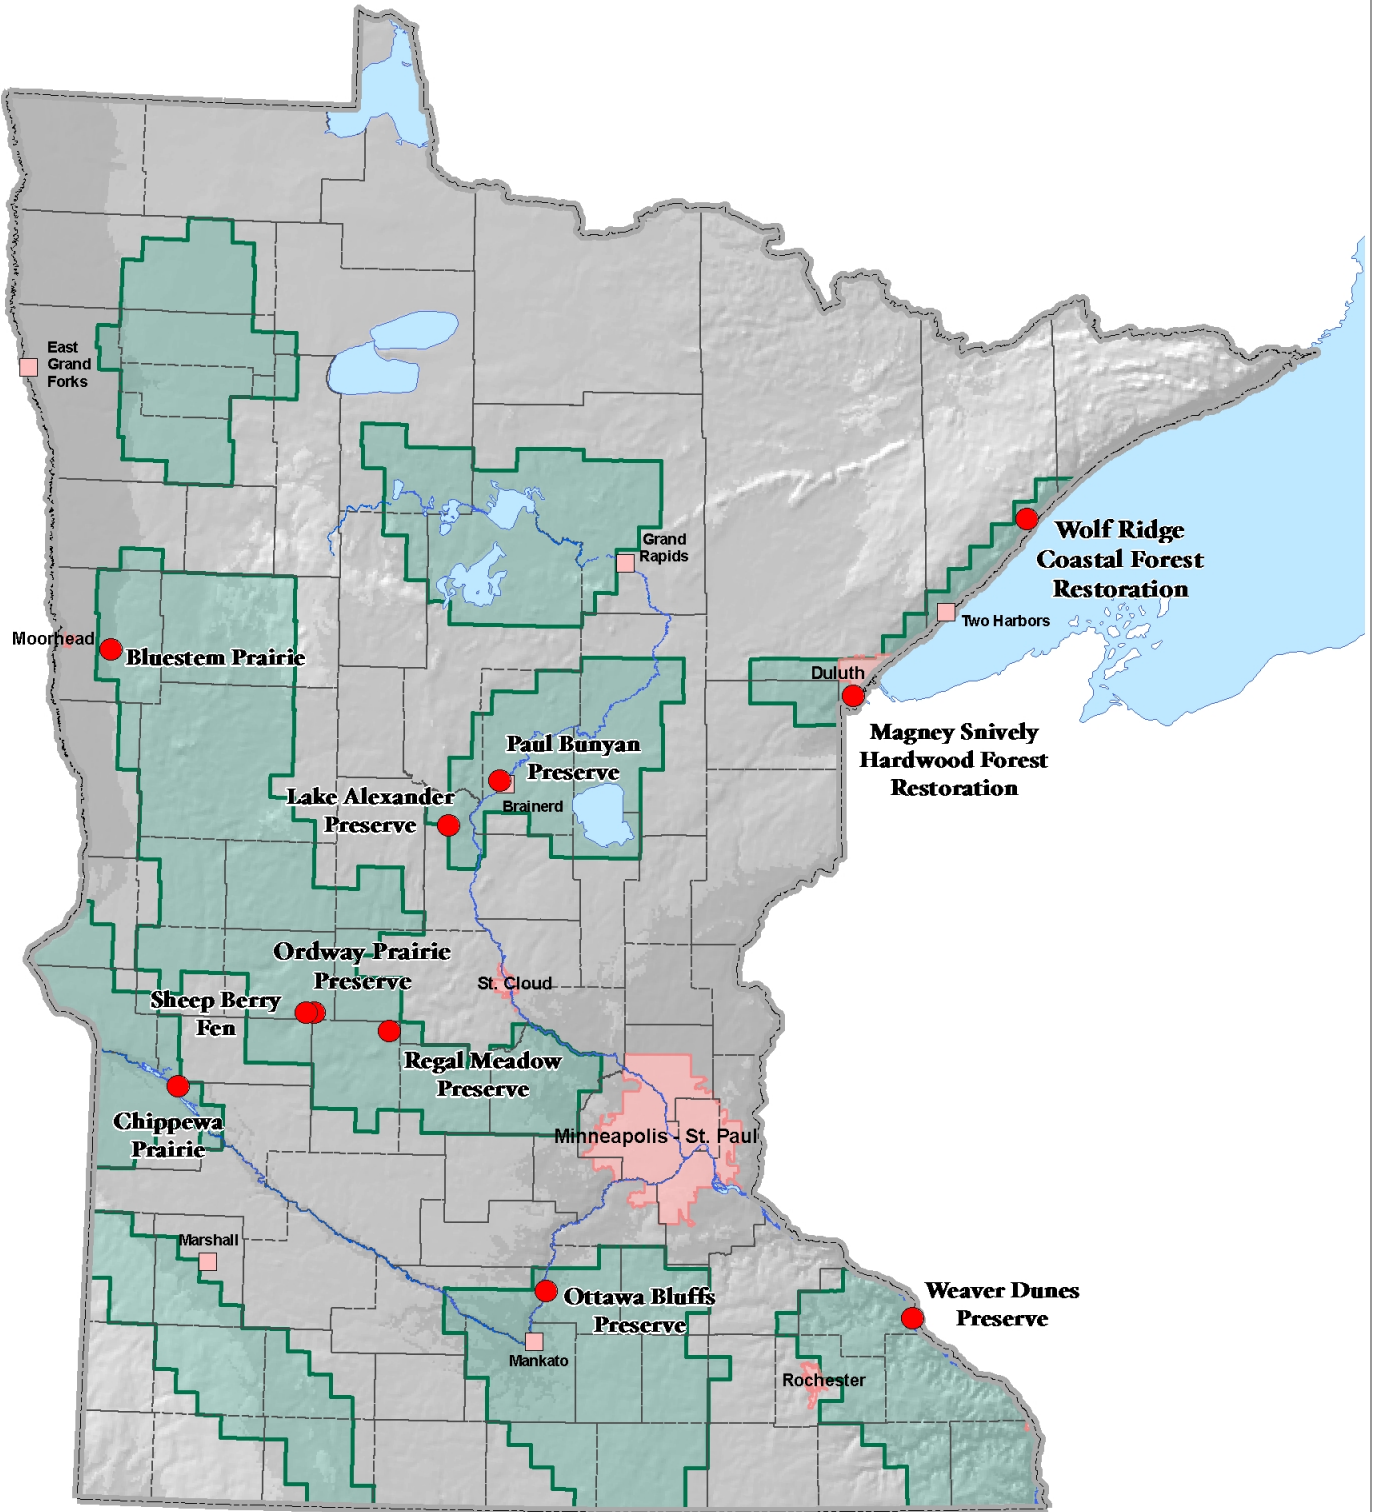 East
Grand
Forks
Grand
Rapids
Wolf Ridge
Coastal Forest
Restoration
Two Harbors
Moorhead
Bluestem Prairie
Duluth
Magney Snively
Hardwood Forest
Restoration
Paul Bunyan
Preserve
Lake Alexander
Preserve
Brainerd
Ordway Prairie
Preserve
St. Cloud
Sheep Berry
Fen
Regal Meadow
Preserve
Chippewa
Prairie
Minneapolis - St. Paul
Marshall
Ottawa Bluffs
Preserve
Weaver Dunes
Preserve
Mankato
Rochester